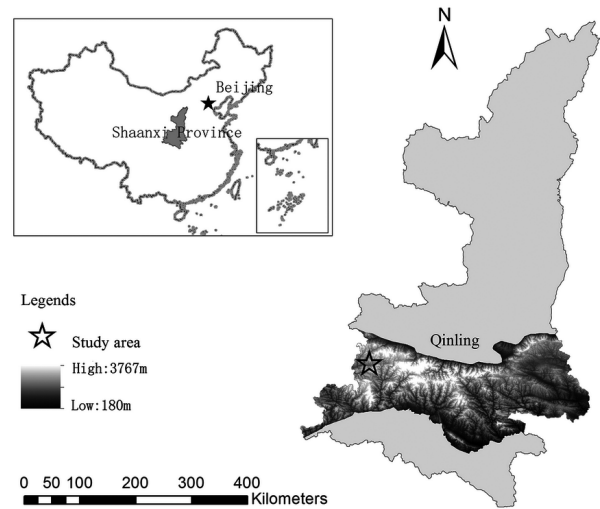 Beijing
Shaanxi Province
N
Legends
Study area
High:3767m
Low:180m
Qinling
0 50 100 200 300 400
Kilometers